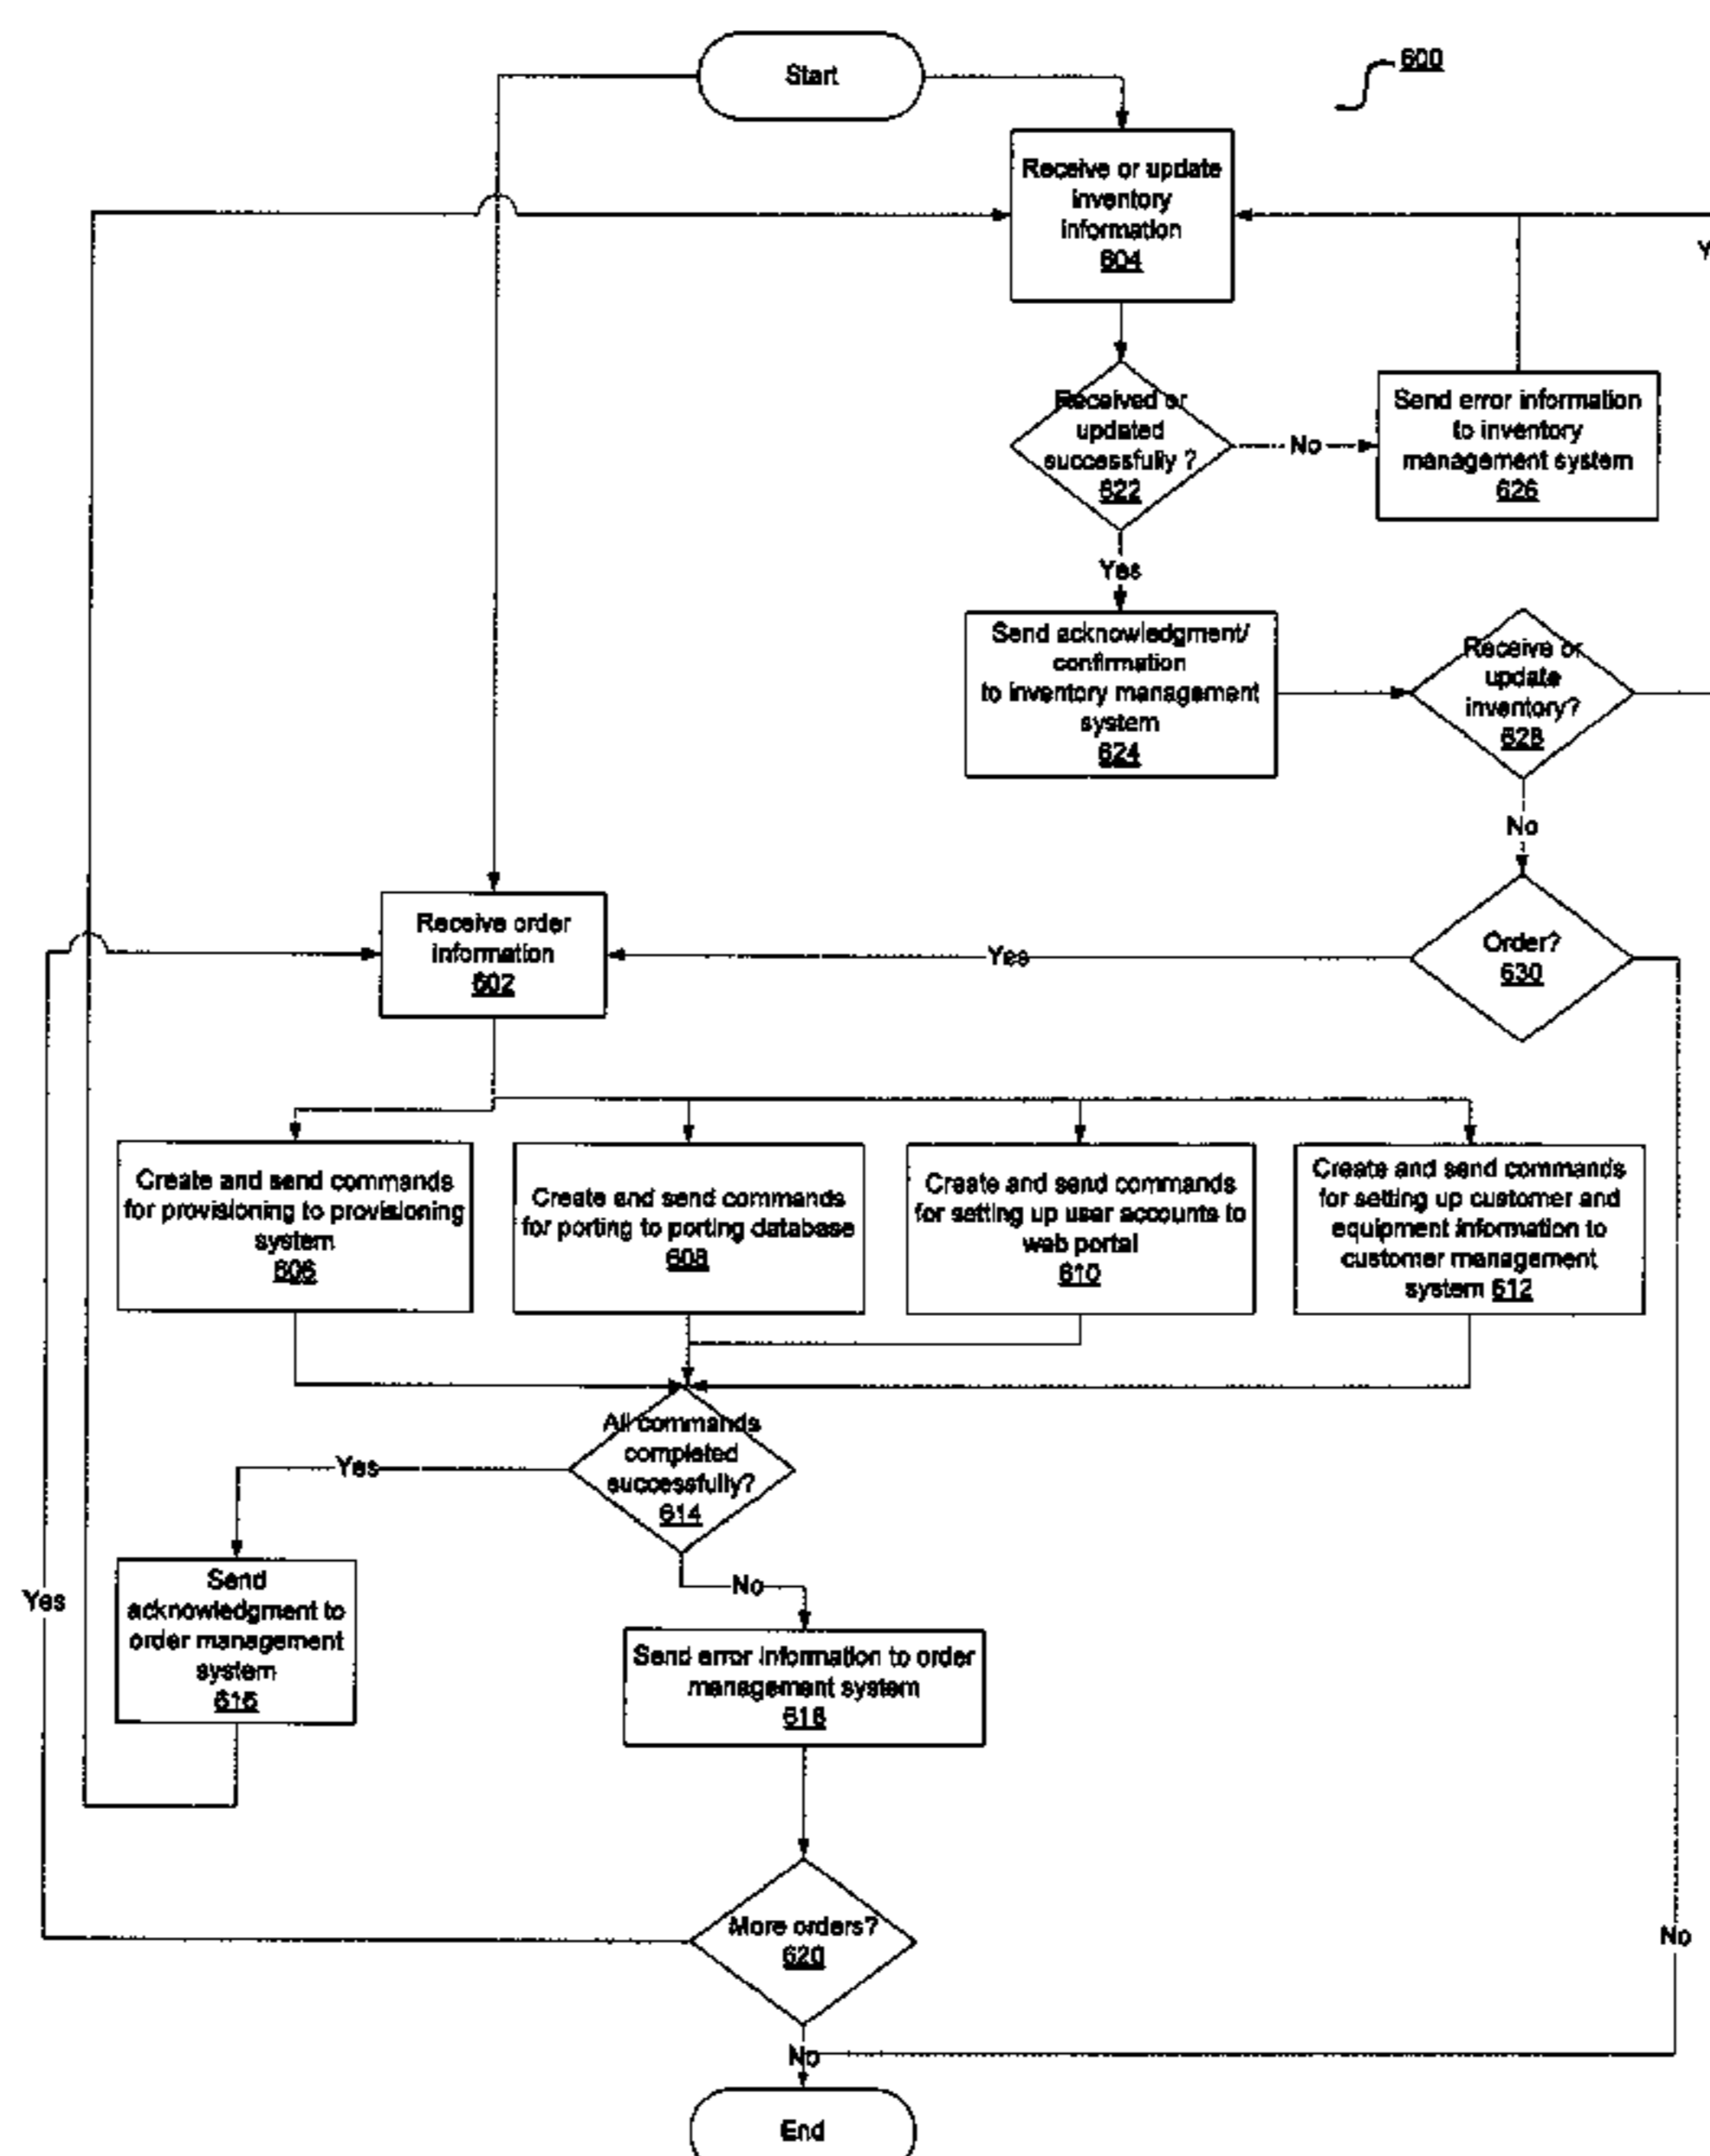 Start
600
Receive or update
inventory
information
604
Y
Received or
updated
successfully ?
622
No
Send error information
to inventory
management system
626
Yes
Send acknowledgment/
confirmation
to inventory management
system
624
Receive or
update
inventory?
628
No
Receive order
information
602
Yes
Order?
630
Create and send commands
for provisioning to provisioning
system
606
Create and send commands
for porting to porting database
608
Create and send commands
for setting up user accounts to
web portal
610
Create and send commands
for setting up customer and
equipment information to
customer management
system 612
All commands
completed
successfully?
614
Yes
No
Send
acknowledgment to
order management
system
616
Yes
Send error information to order
management system
618
More orders?
620
No
No
End